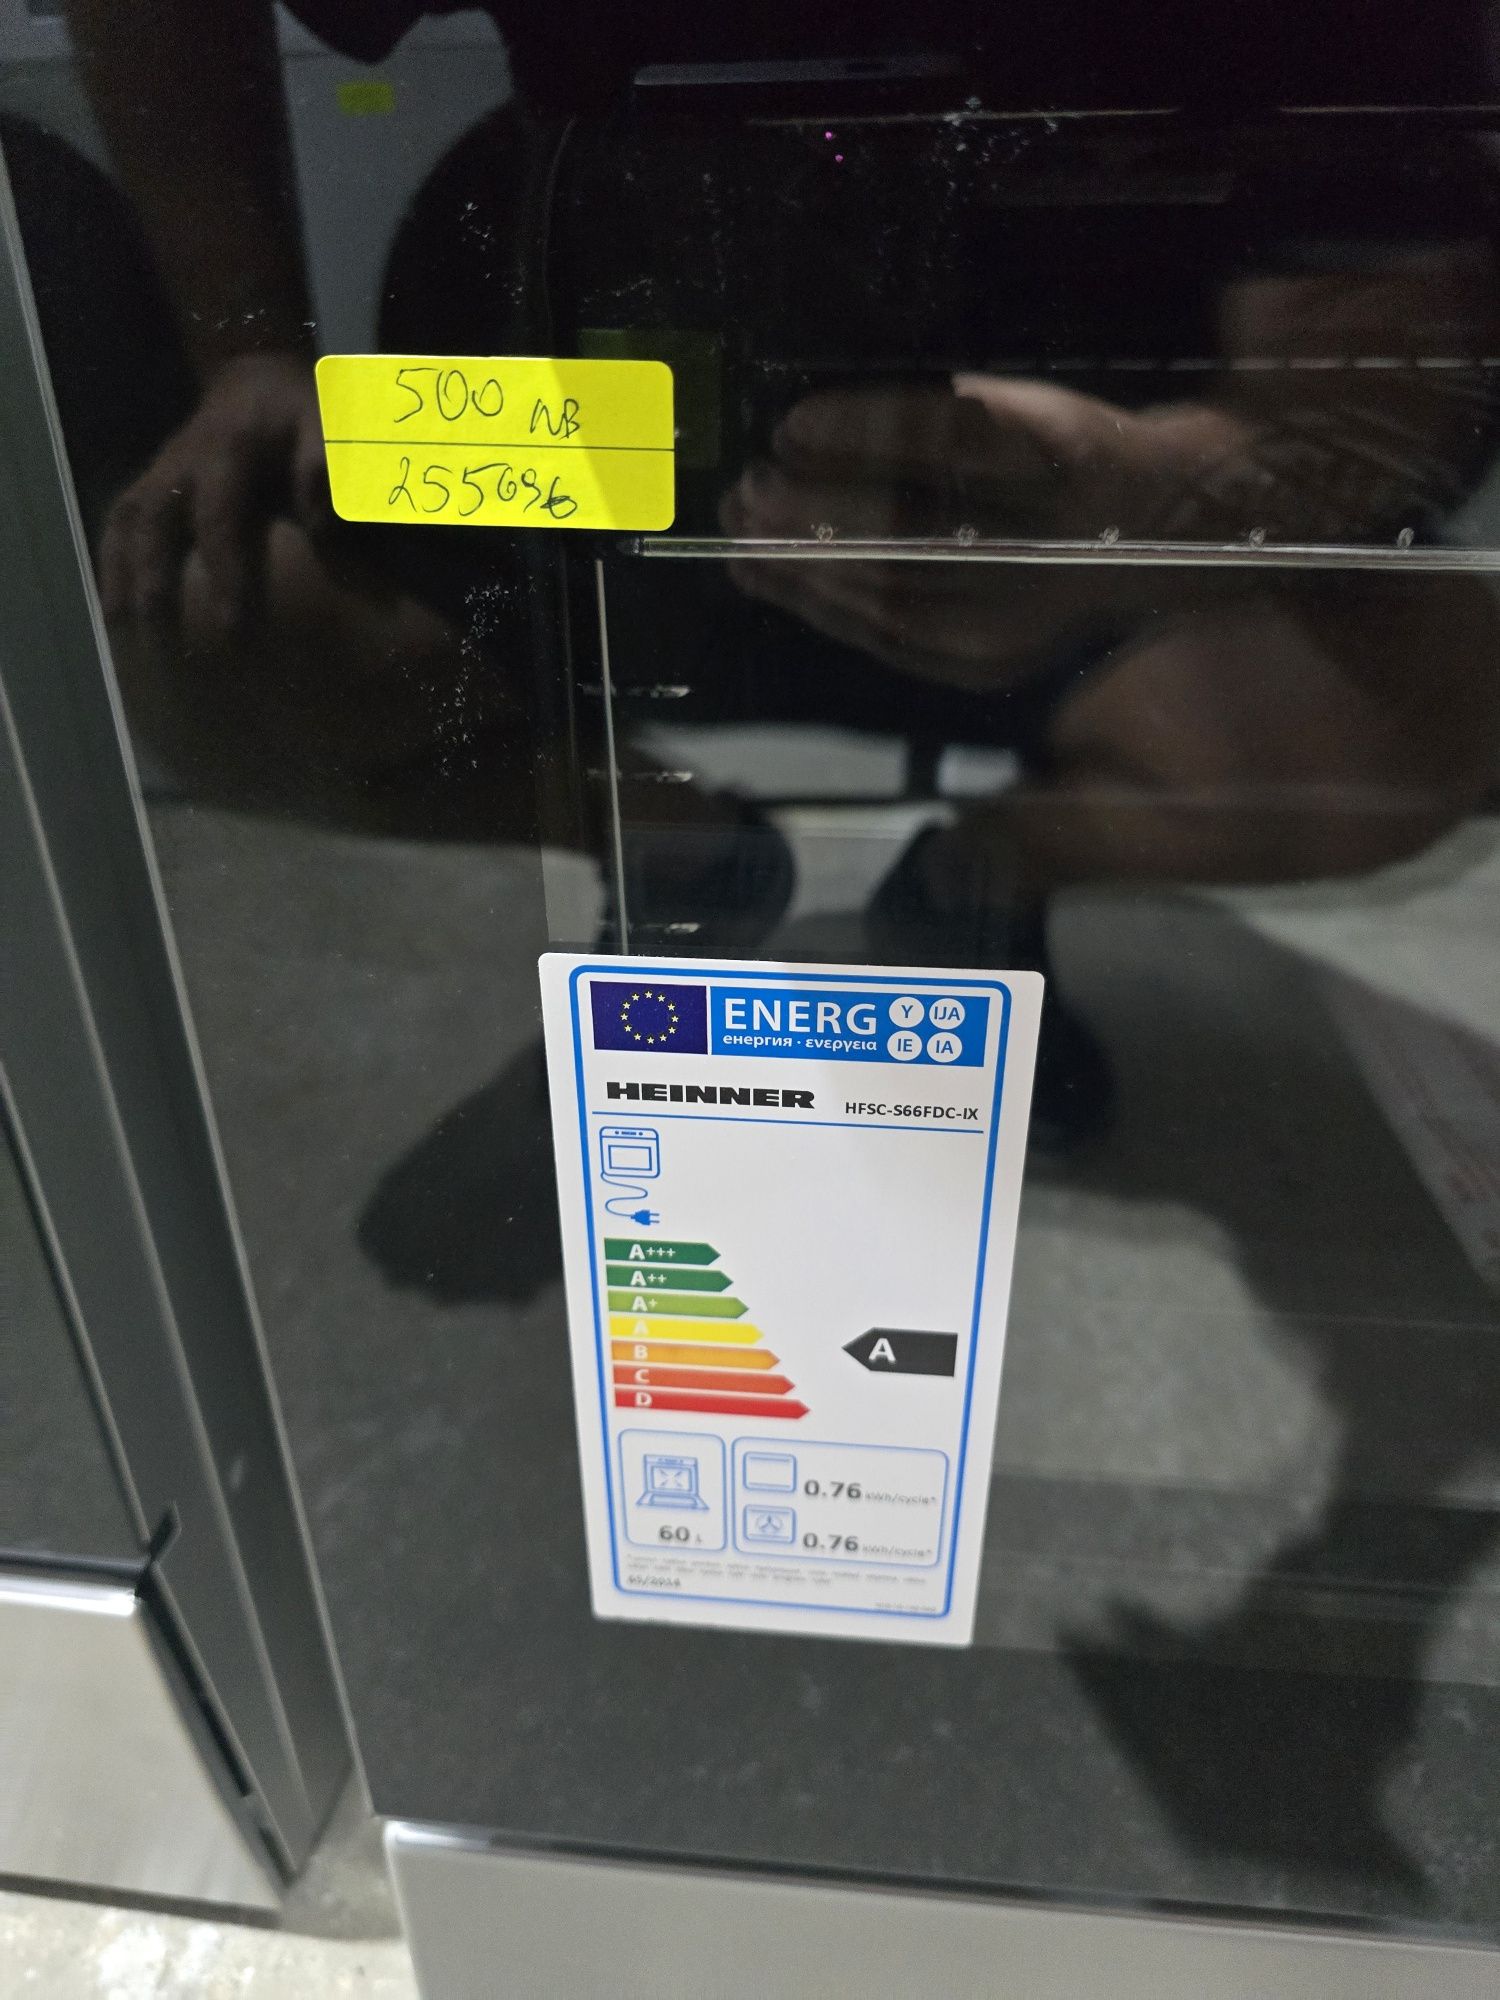 500 NB
255096
ENERG Y IJA
енергия · ενεργεια IE IA
HEINNER HFSC-S66FDC-IX
A+++
A++
A+
A
B
C
D
A
60 L
0.76 kWh/cycle*
0.76 kWh/cycle*
65/2014